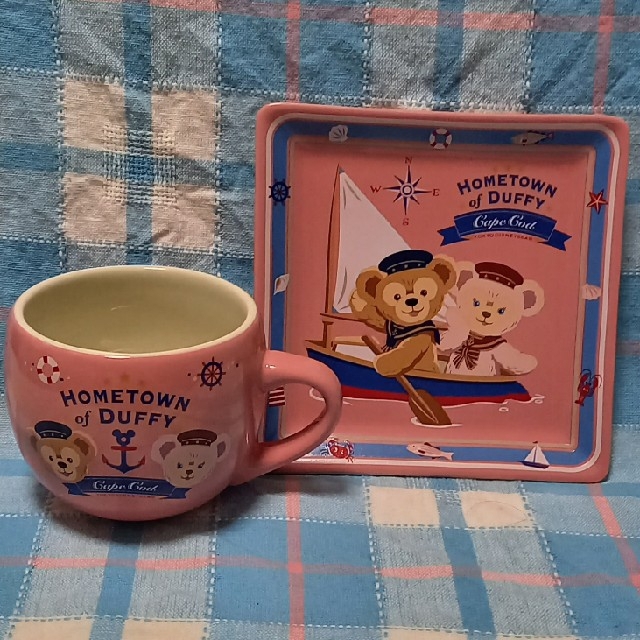 HOMETOWN
of DUFFY
Cape Cod
HOMETOWN
of DUFFY
Cape Cod
N
W E
S